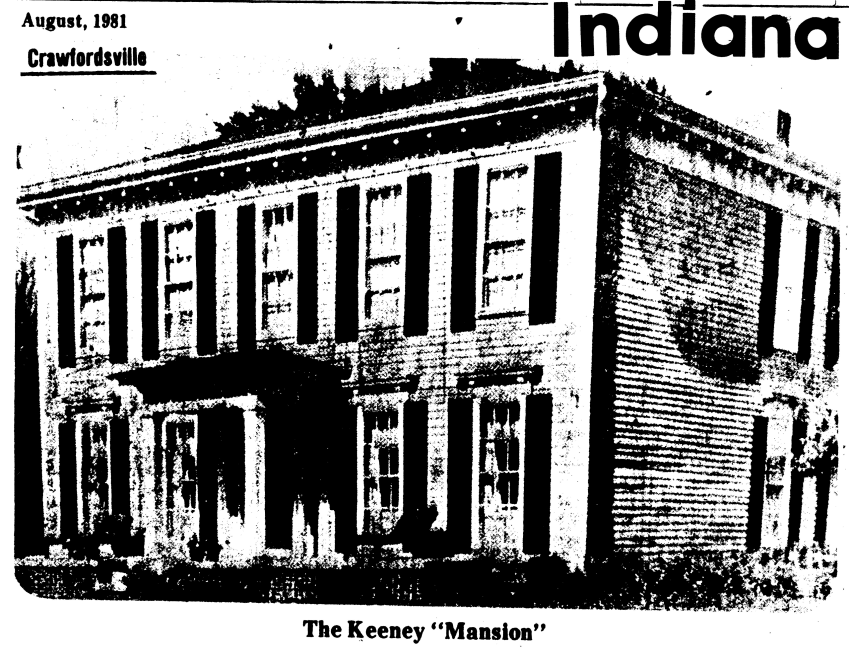 August, 1981
Indiana
Crawfordsville
The Keeney “Mansion”